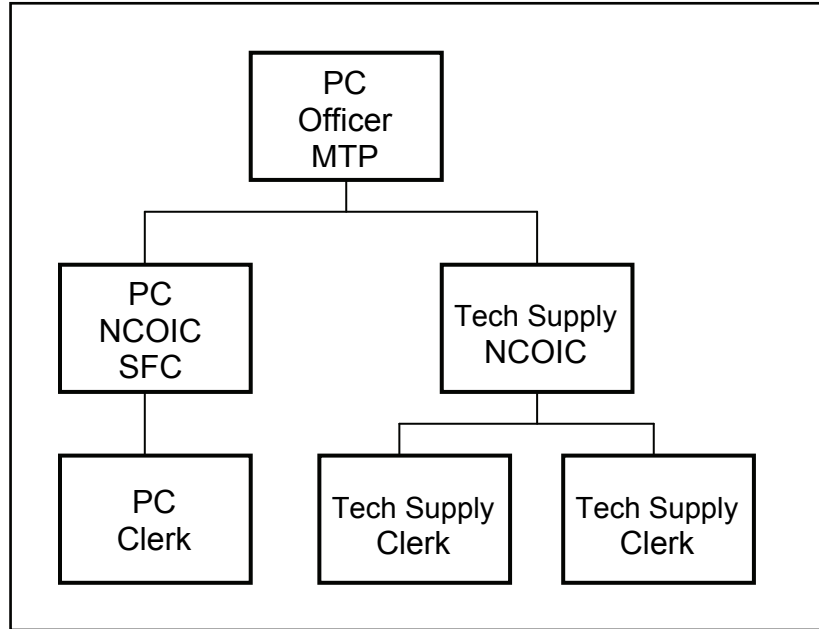 PC
Officer
MTP
PC
NCOIC
SFC
Tech Supply
NCOIC
PC
Clerk
Tech Supply
Clerk
Tech Supply
Clerk